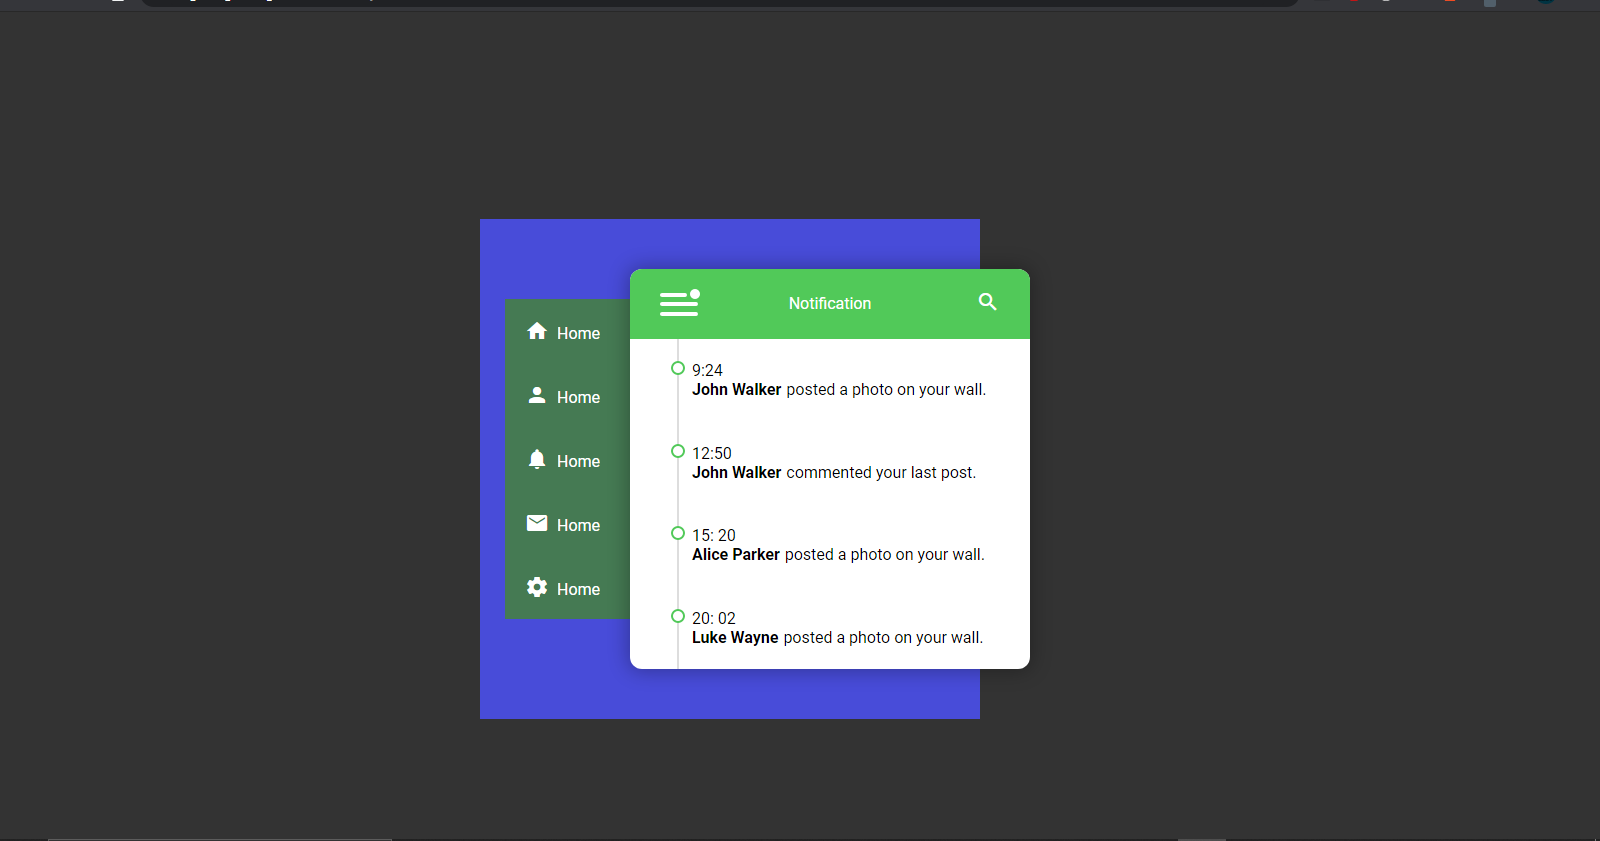 Notification
Home
Home
Home
Home
Home
9:24
John Walker posted a photo on your wall.
12:50
John Walker commented your last post.
15: 20
Alice Parker posted a photo on your wall.
20: 02
Luke Wayne posted a photo on your wall.